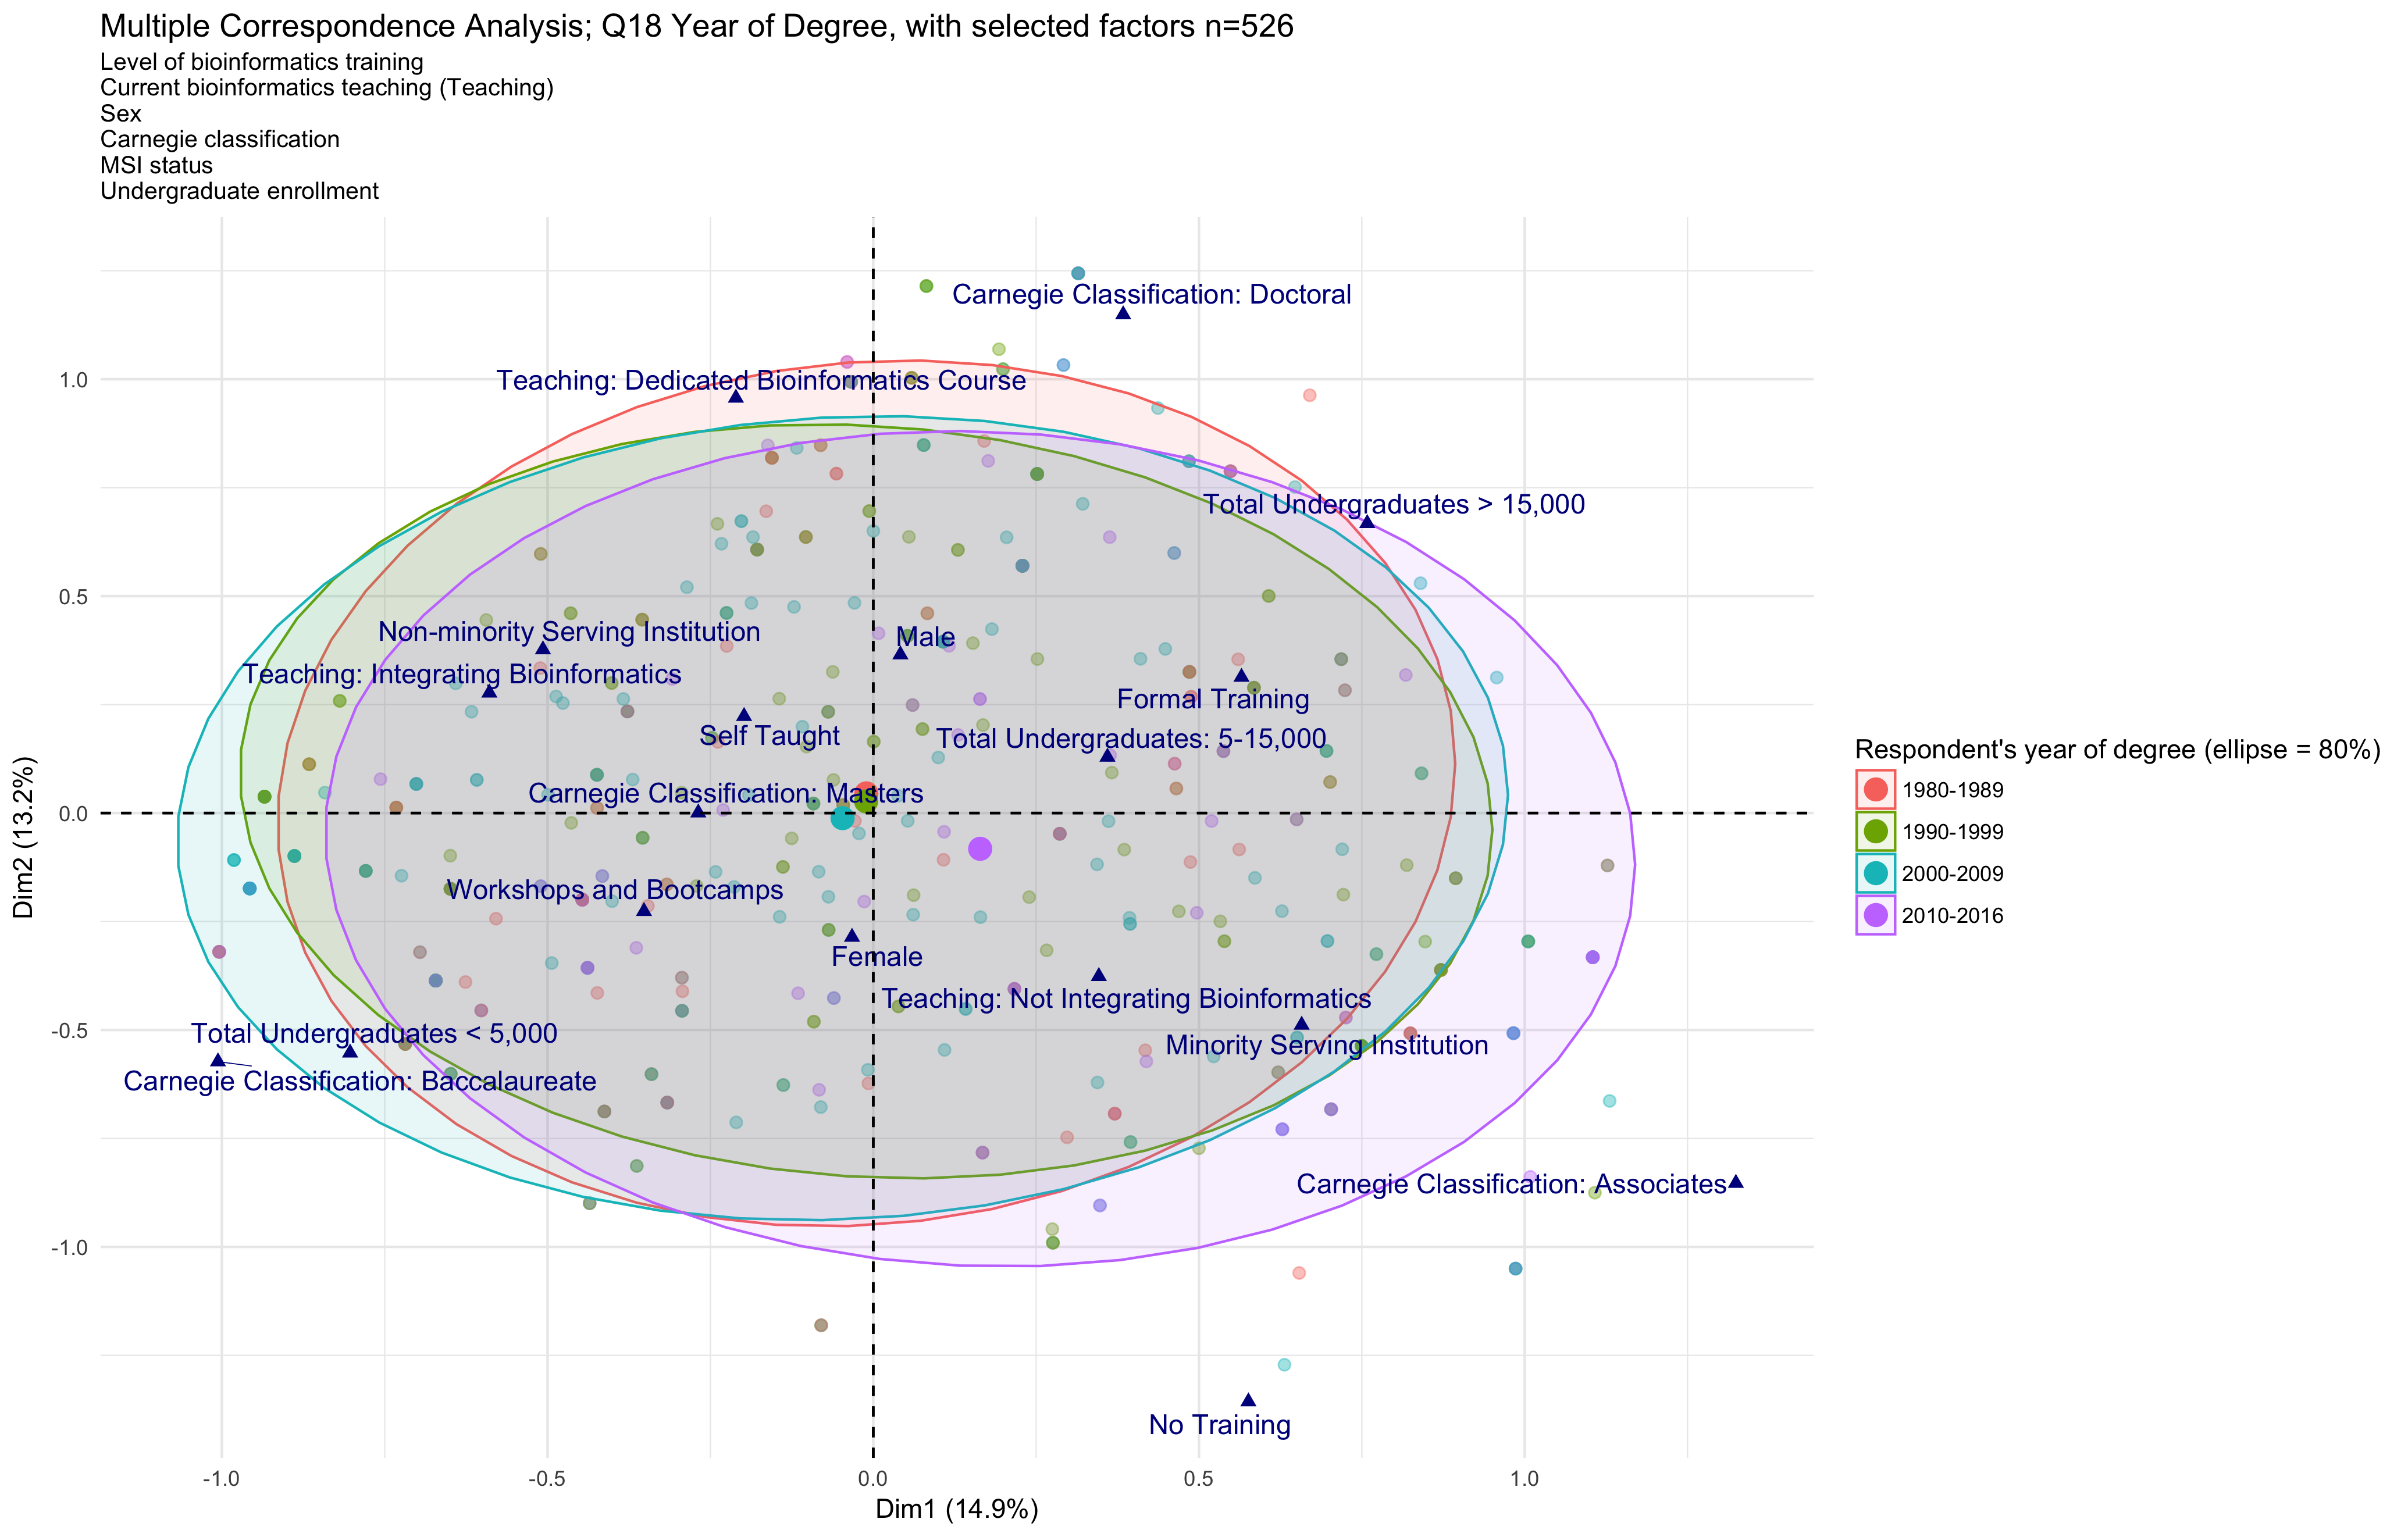 Multiple Correspondence Analysis; Q18 Year of Degree, with selected factors n=526
Level of bioinformatics training
Current bioinformatics teaching (Teaching)
Sex
Carnegie classification
MSI status
Undergraduate enrollment
Carnegie Classification: Doctoral
1.0
Teaching: Dedicated Bioinformatics Course
Total Undergraduates > 15,000
0.5
Non-minority Serving Institution
Male
Teaching: Integrating Bioinformatics
Formal Training
Self Taught
Total Undergraduates: 5-15,000
Carnegie Classification: Masters
0.0
Dim2 (13.2%)
Workshops and Bootcamps
Female
Teaching: Not Integrating Bioinformatics
-0.5
Total Undergraduates < 5,000
Minority Serving Institution
Carnegie Classification: Baccalaureate
Carnegie Classification: Associates
-1.0
No Training
-1.0
-0.5
0.0
0.5
1.0
Dim1 (14.9%)
Respondent's year of degree (ellipse = 80%)
1980-1989
1990-1999
2000-2009
2010-2016